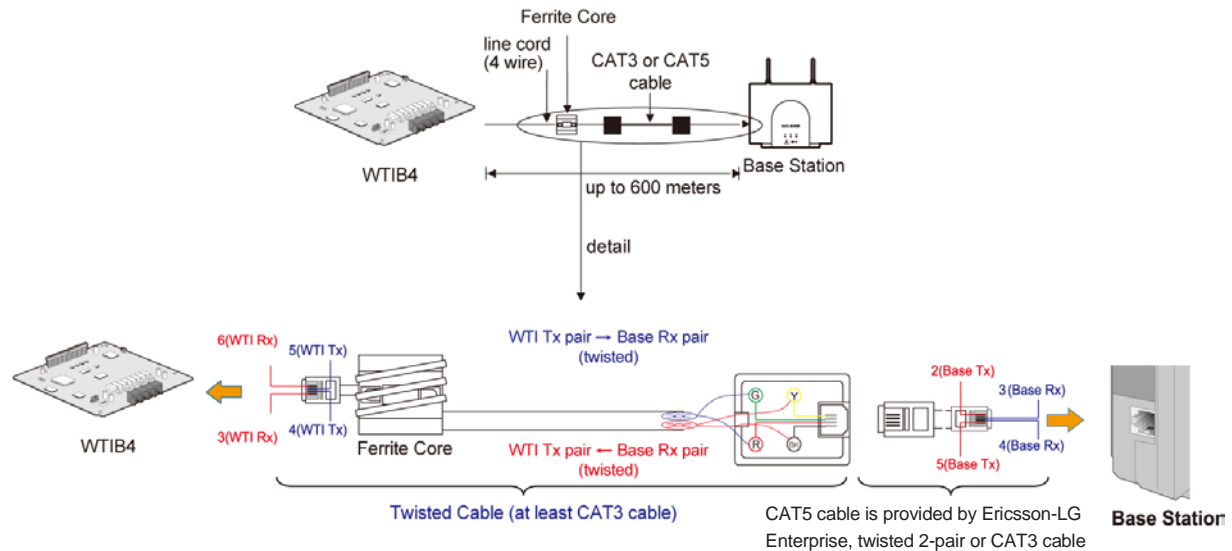 Ferrite Core
line cord
(4 wire)
CAT3 or CAT5
cable
WTIB4
Base Station
up to 600 meters
detail
WTI Tx pair → Base Rx pair
(twisted)
6(WTI Rx)
5(WTI Tx)
3(WTI Rx)
4(WTI Tx)
WTIB4
Ferrite Core
G
Y
R
BK
WTI Tx pair ← Base Rx pair
(twisted)
2(Base Tx)
3(Base Rx)
4(Base Rx)
5(Base Tx)
Twisted Cable (at least CAT3 cable)
CAT5 cable is provided by Ericsson-LG
Enterprise, twisted 2-pair or CAT3 cable
Base Station